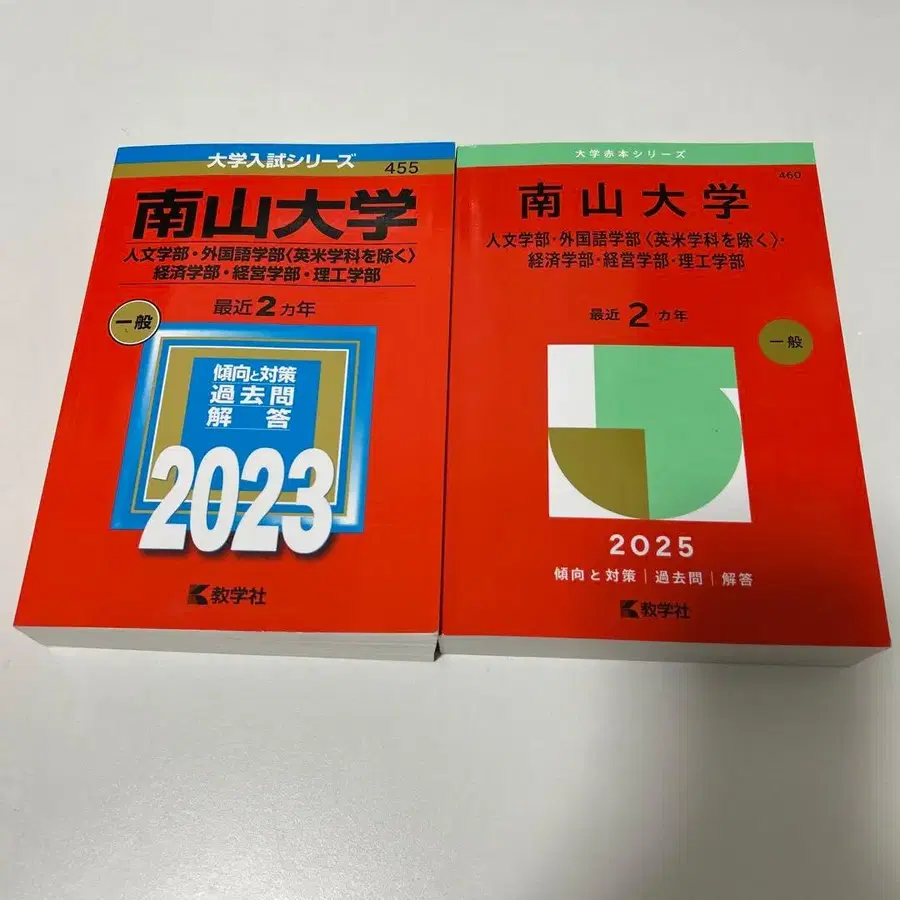 大学入試シリーズ
455
南山大学
人文学部・外国語学部〈英米学科を除く〉
経済学部・経営学部・理工学部
最近2カ年
一般
傾向と対策
過去問
解答
2023
教学社
大学赤本シリーズ
460
南山大学
人文学部・外国語学部〈英米学科を除く〉・
経済学部・経営学部・理工学部
最近2カ年
一般
2025
傾向と対策|過去問|解答
教学社